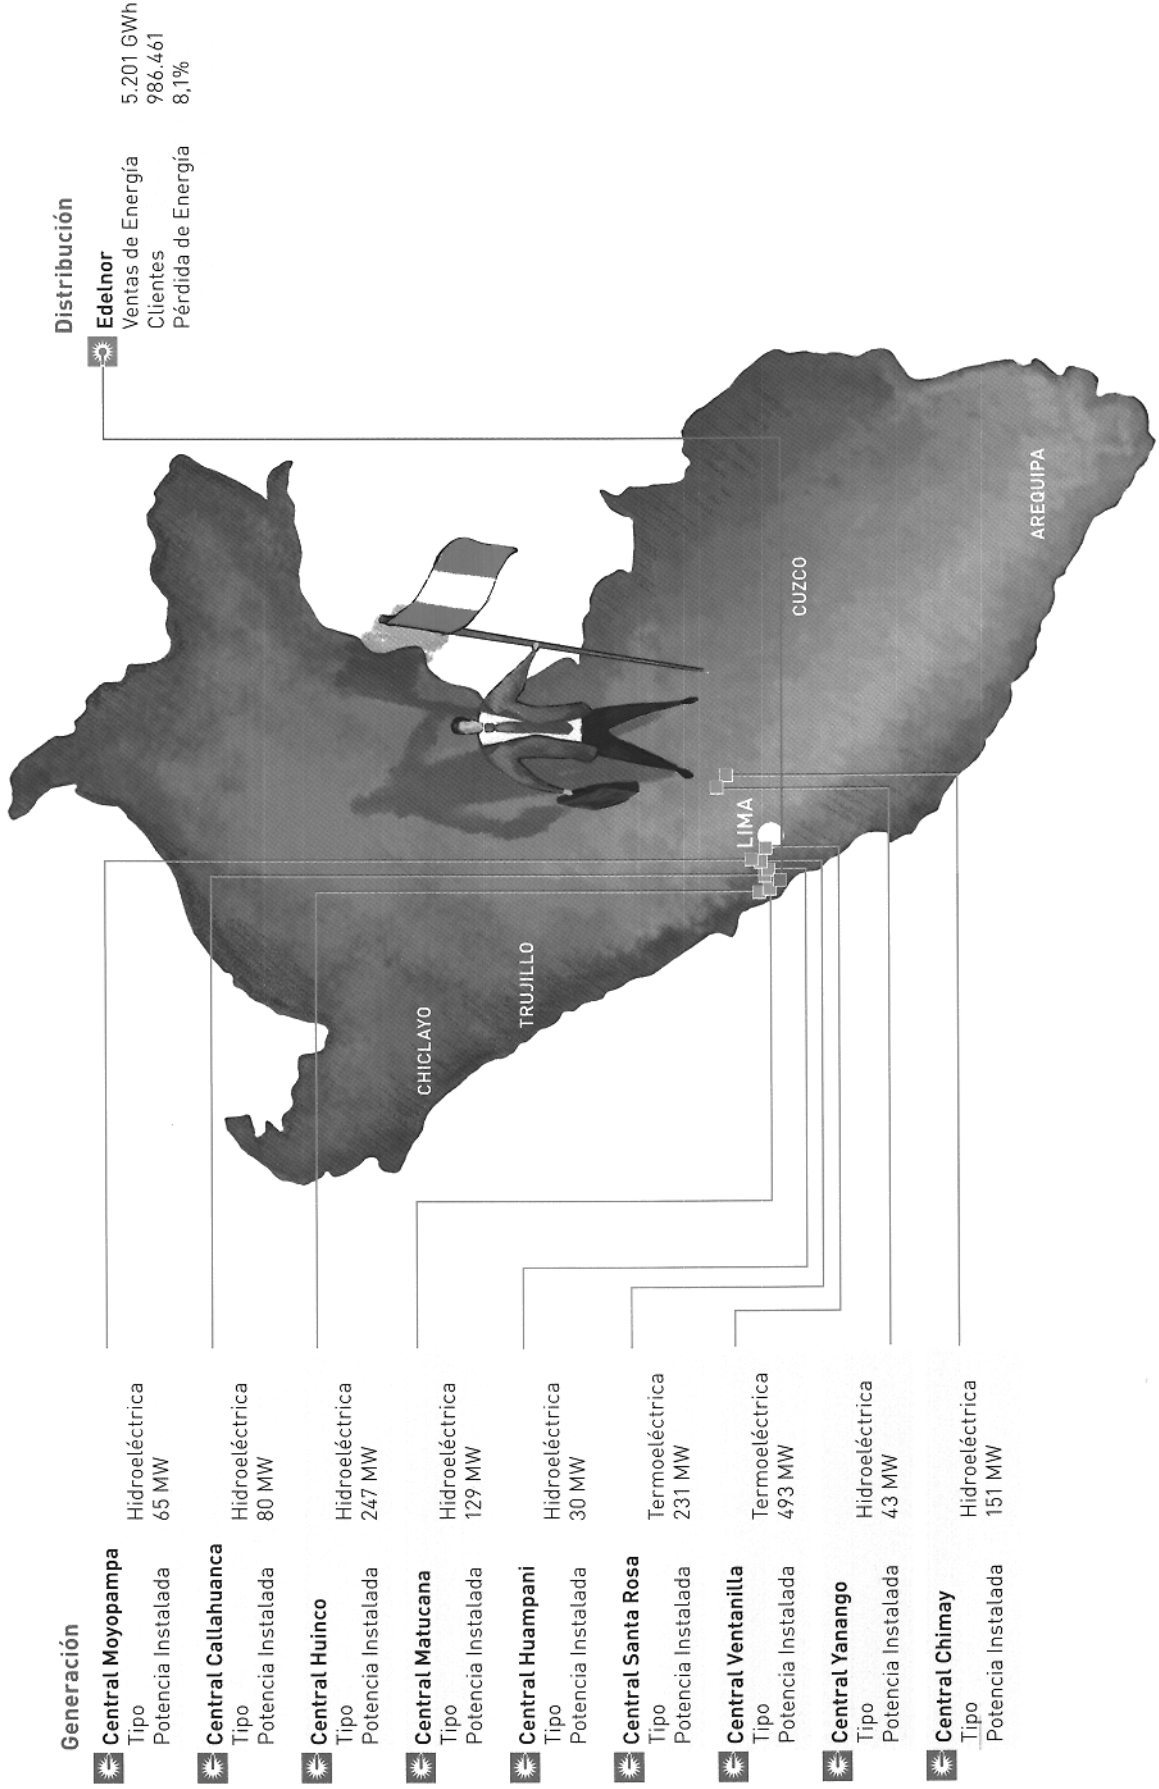 Generación
Central Moyopampa
Tipo Hidroeléctrica
Potencia Instalada 65 MW
Central Callahuanca
Tipo Hidroeléctrica
Potencia Instalada 80 MW
Central Huinco
Tipo Hidroeléctrica
Potencia Instalada 247 MW
Central Matucana
Tipo Hidroeléctrica
Potencia Instalada 129 MW
Central Huampani
Tipo Hidroeléctrica
Potencia Instalada 30 MW
Central Santa Rosa
Tipo Termoeléctrica
Potencia Instalada 231 MW
Central Ventanilla
Tipo Termoeléctrica
Potencia Instalada 493 MW
Central Yanango
Tipo Hidroeléctrica
Potencia Instalada 43 MW
Central Chimay
Tipo Hidroeléctrica
Potencia Instalada 151 MW
CHICLAYO
TRUJILLO
LIMA
CUZCO
AREQUIPA
Distribución
Edelnor
Ventas de Energía 5.201 GWh
Clientes 986.461
Pérdida de Energía 8,1%